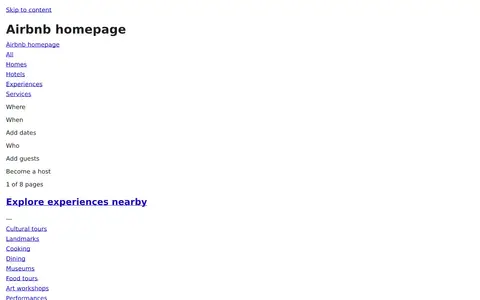 Skip to content
Airbnb homepage
Airbnb homepage
All
Homes
Hotels
Experiences
Services
Where
When
Add dates
Who
Add guests
Become a host
1 of 8 pages
Explore experiences nearby
—
Cultural tours
Landmarks
Cooking
Dining
Museums
Food tours
Art workshops
Performances